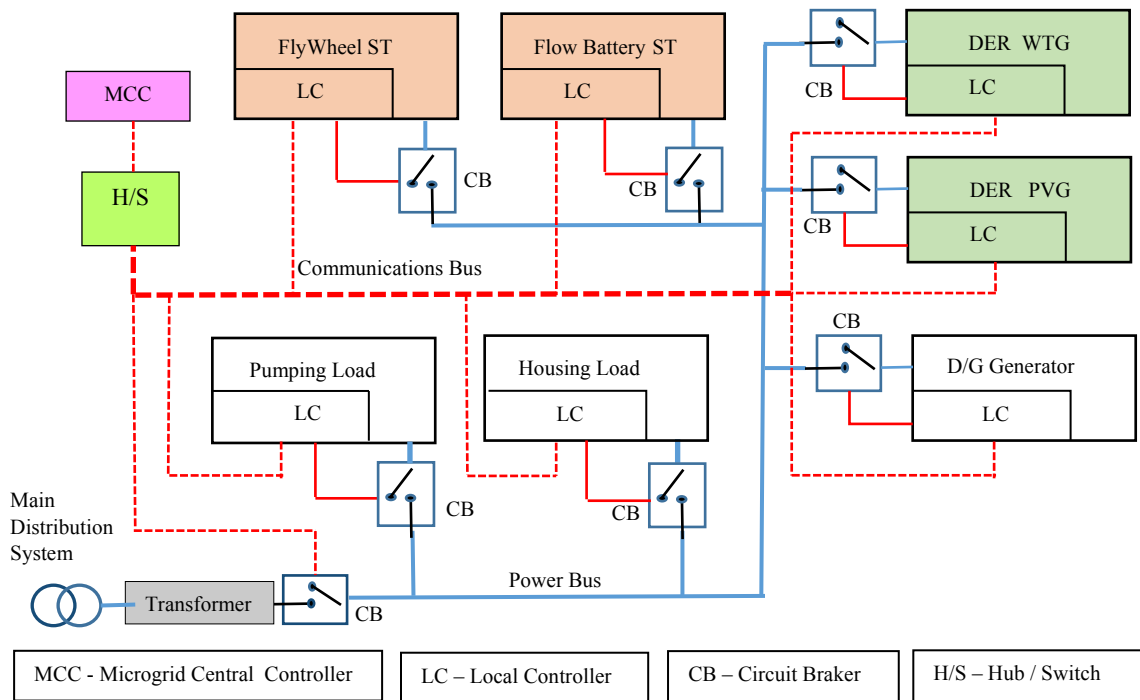 FlyWheel ST
LC
Flow Battery ST
LC
DER WTG
LC
CB
MCC
H/S
CB
CB
DER PVG
LC
CB
Communications Bus
CB
Pumping Load
LC
Housing Load
LC
D/G Generator
LC
CB
CB
Main
Distribution
System
Transformer
CB
Power Bus
MCC - Microgrid Central Controller
LC – Local Controller
CB – Circuit Braker
H/S – Hub / Switch